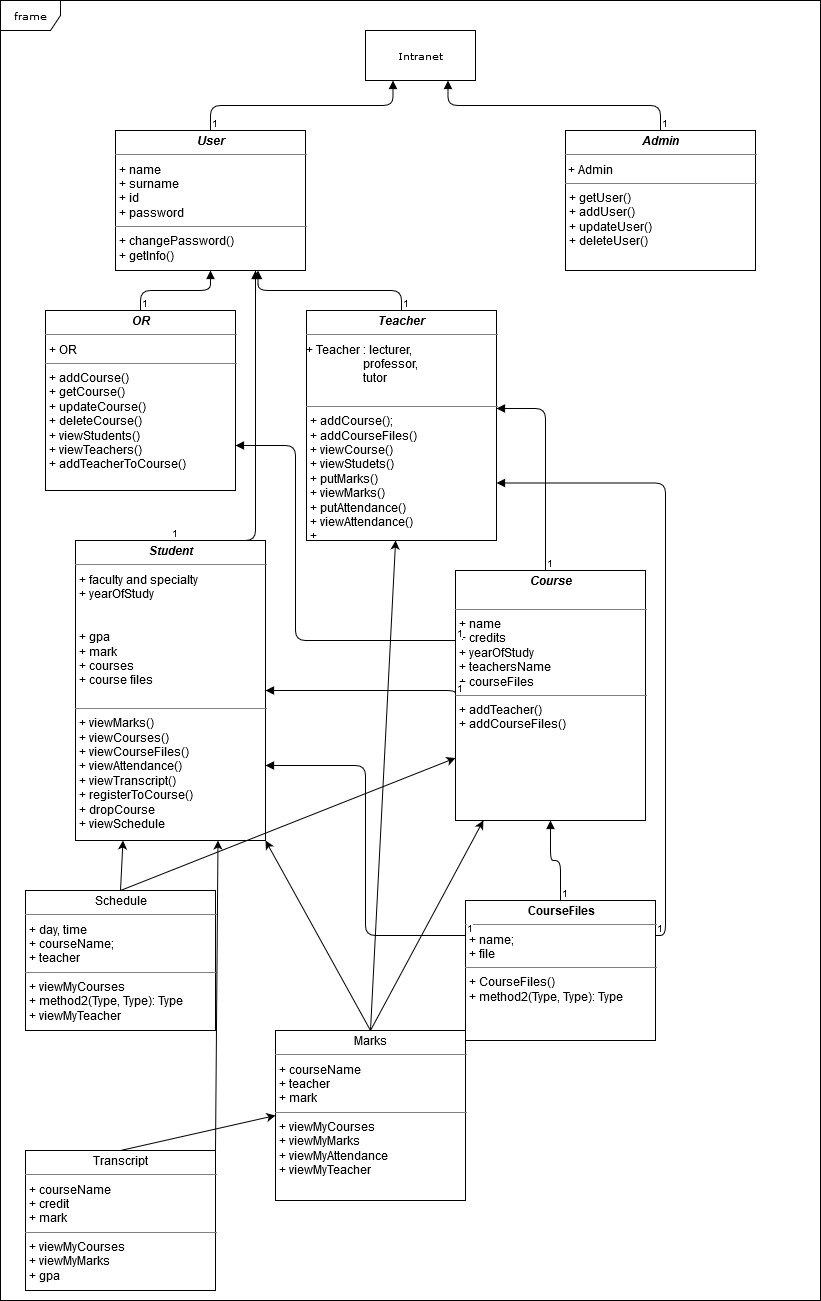 frame
Intranet
1
1
User
+ name
+ surname
+ id
+ password
+ changePassword()
+ getInfo()
Admin
+ Admin
+ getUser()
+ addUser()
+ updateUser()
+ deleteUser()
1
OR
+ OR
+ addCourse()
+ getCourse()
+ updateCourse()
+ deleteCourse()
+ viewStudents()
+ viewTeachers()
+ addTeacherToCourse()
1
Teacher
+ Teacher : lecturer,
professor,
tutor
+ addCourse();
+ addCourseFiles()
+ viewCourse()
+ viewStudets()
+ putMarks()
+ viewMarks()
+ putAttendance()
+ viewAttendance()
+
1
Student
+ faculty and specialty
+ yearOfStudy
+ gpa
+ mark
+ courses
+ course files
+ viewMarks()
+ viewCourses()
+ viewCourseFiles()
+ viewAttendance()
+ viewTranscript()
+ registerToCourse()
+ dropCourse
+ viewSchedule
1
Course
+ name
1
- credits
+ yearOfStudy
+ teachersName
+ courseFiles
1
+ addTeacher()
+ addCourseFiles()
Schedule
+ day, time
+ courseName;
+ teacher
+ viewMyCourses
+ method2(Type, Type): Type
+ viewMyTeacher
1
CourseFiles
1
1
+ name;
+ file
+ CourseFiles()
+ method2(Type, Type): Type
Marks
+ courseName
+ teacher
+ mark
+ viewMyCourses
+ viewMyMarks
+ viewMyAttendance
+ viewMyTeacher
Transcript
+ courseName
+ credit
+ mark
+ viewMyCourses
+ viewMyMarks
+ gpa